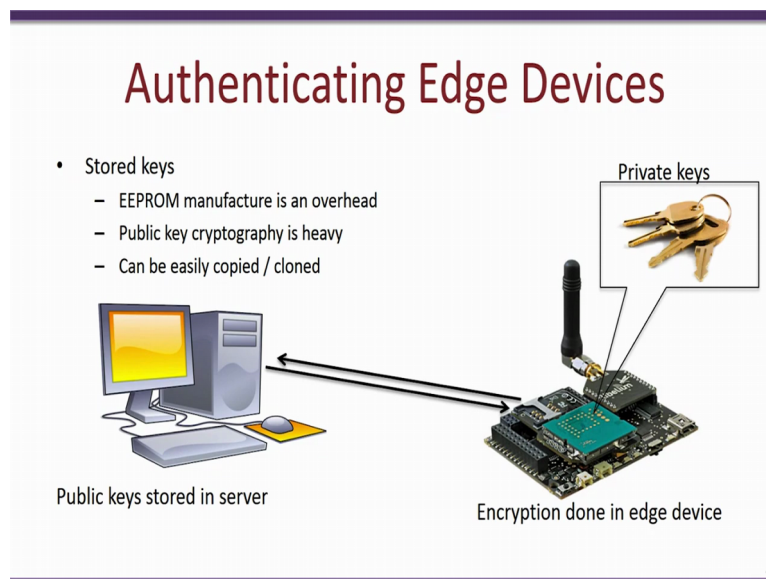 Authenticating Edge Devices
• Stored keys
– EEPROM manufacture is an overhead
– Public key cryptography is heavy
– Can be easily copied / cloned
Private keys
Public keys stored in server
Encryption done in edge device